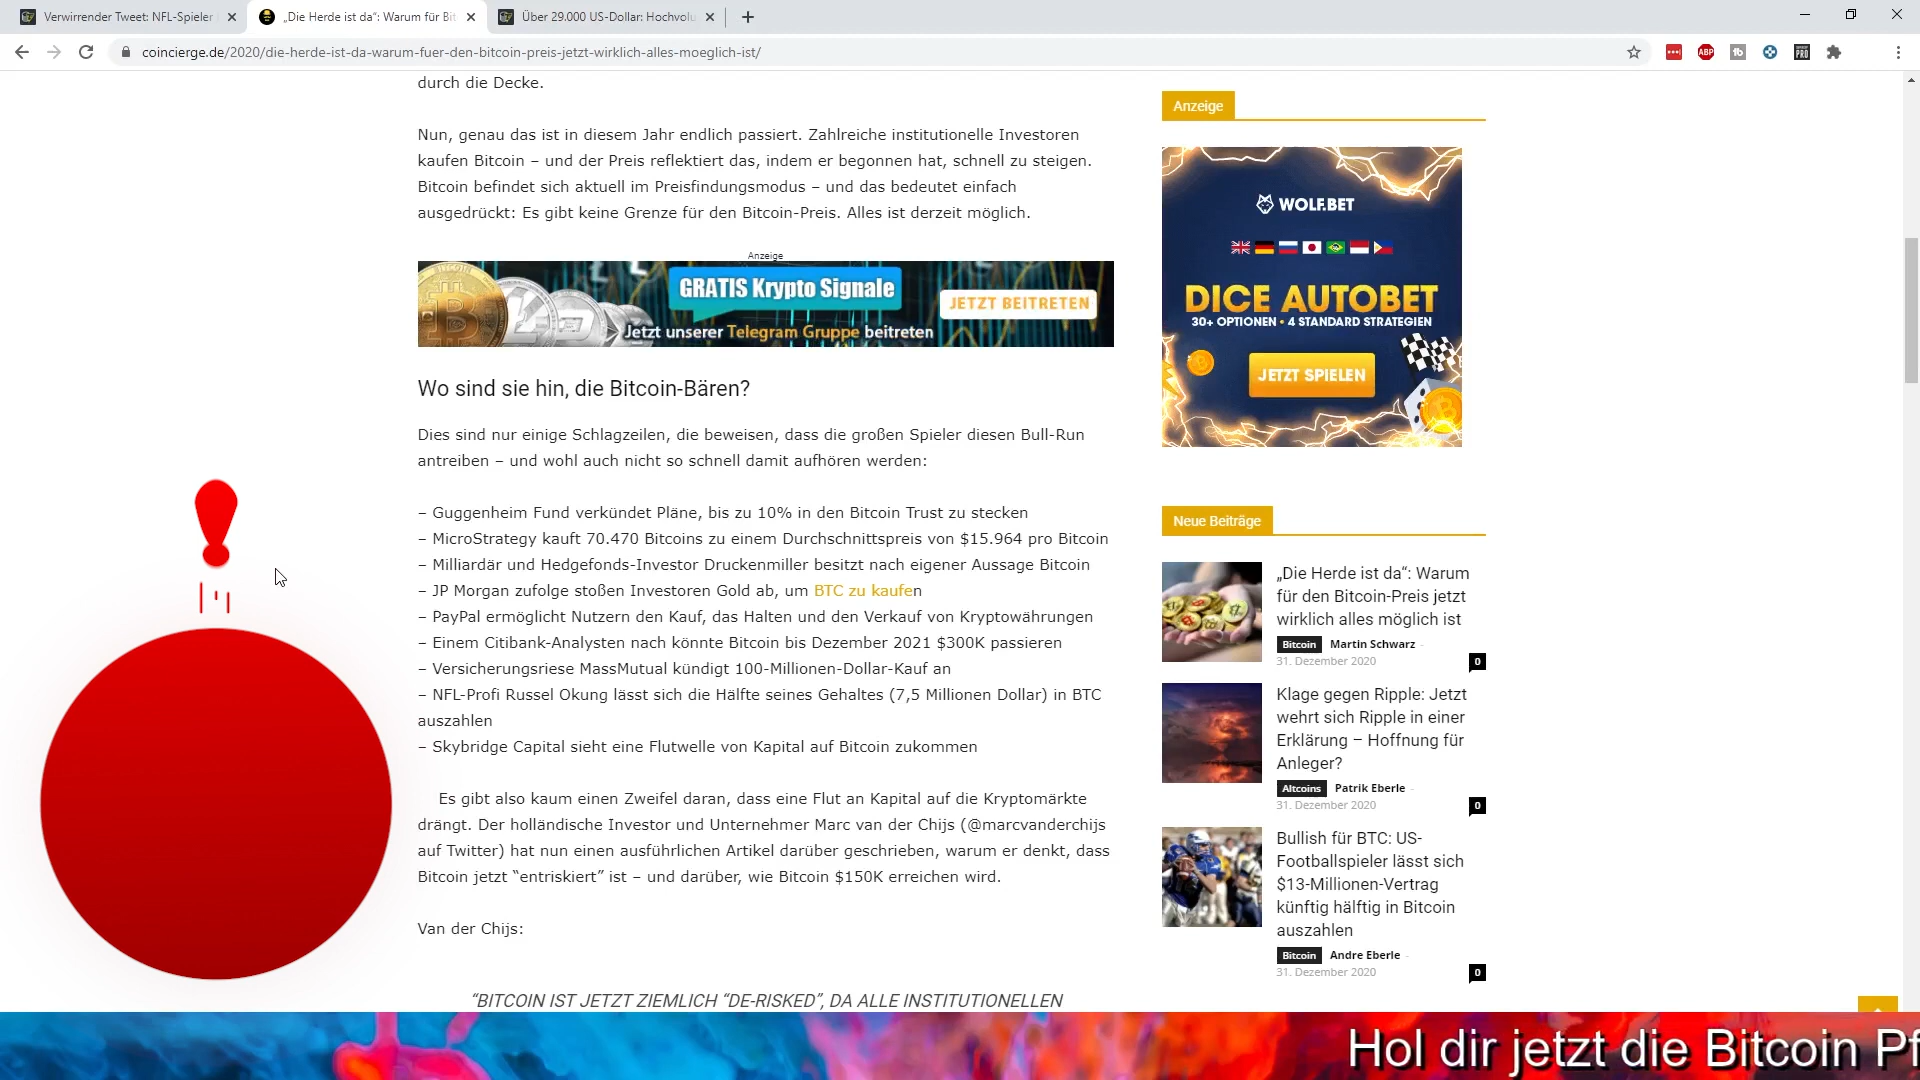 Verwirrender Tweet: NFL-Spieler
„Die Herde ist da“: Warum für Bit
Über 29.000 US-Dollar: Hochvolu
coincierge.de/2020/die-herde-ist-da-warum-fuer-den-bitcoin-preis-jetzt-wirklich-alles-moeglich-ist/
ABP
PRO
durch die Decke.
Nun, genau das ist in diesem Jahr endlich passiert. Zahlreiche institutionelle Investoren
kaufen Bitcoin – und der Preis reflektiert das, indem er begonnen hat, schnell zu steigen.
Bitcoin befindet sich aktuell im Preisfindungsmodus – und das bedeutet einfach
ausgedrückt: Es gibt keine Grenze für den Bitcoin-Preis. Alles ist derzeit möglich.
Anzeige
GRATIS Krypto Signale
JETZT BEITRETEN
Jetzt unserer Telegram Gruppe beitreten
Wo sind sie hin, die Bitcoin-Bären?
Dies sind nur einige Schlagzeilen, die beweisen, dass die großen Spieler diesen Bull-Run
antreiben – und wohl auch nicht so schnell damit aufhören werden:
– Guggenheim Fund verkündet Pläne, bis zu 10% in den Bitcoin Trust zu stecken
– MicroStrategy kauft 70.470 Bitcoins zu einem Durchschnittspreis von $15.964 pro Bitcoin
– Milliardär und Hedgefonds-Investor Druckenmiller besitzt nach eigener Aussage Bitcoin
– JP Morgan zufolge stoßen Investoren Gold ab, um BTC zu kaufen
– PayPal ermöglicht Nutzern den Kauf, das Halten und den Verkauf von Kryptowährungen
– Einem Citibank-Analysten nach könnte Bitcoin bis Dezember 2021 $300K passieren
– Versicherungsriese MassMutual kündigt 100-Millionen-Dollar-Kauf an
– NFL-Profi Russel Okung lässt sich die Hälfte seines Gehaltes (7,5 Millionen Dollar) in BTC
auszahlen
– Skybridge Capital sieht eine Flutwelle von Kapital auf Bitcoin zukommen
Es gibt also kaum einen Zweifel daran, dass eine Flut an Kapital auf die Kryptomärkte
drängt. Der holländische Investor und Unternehmer Marc van der Chijs (@marcvanderchijs
auf Twitter) hat nun einen ausführlichen Artikel darüber geschrieben, warum er denkt, dass
Bitcoin jetzt “entriskiert” ist – und darüber, wie Bitcoin $150K erreichen wird.
Van der Chijs:
“BITCOIN IST JETZT ZIEMLICH “DE-RISKED”, DA ALLE INSTITUTIONELLEN
Anzeige
WOLF.BET
DICE AUTOBET
30+ OPTIONEN • 4 STANDARD STRATEGIEN
JETZT SPIELEN
Neue Beiträge
„Die Herde ist da“: Warum
für den Bitcoin-Preis jetzt
wirklich alles möglich ist
Bitcoin Martin Schwarz -
31. Dezember 2020
0
Klage gegen Ripple: Jetzt
wehrt sich Ripple in einer
Erklärung – Hoffnung für
Anleger?
Altcoins Patrik Eberle -
31. Dezember 2020
0
Bullish für BTC: US-
Footballspieler lässt sich
$13-Millionen-Vertrag
künftig hälftig in Bitcoin
auszahlen
Bitcoin Andre Eberle -
31. Dezember 2020
0
Hol dir jetzt die Bitcoin Pf